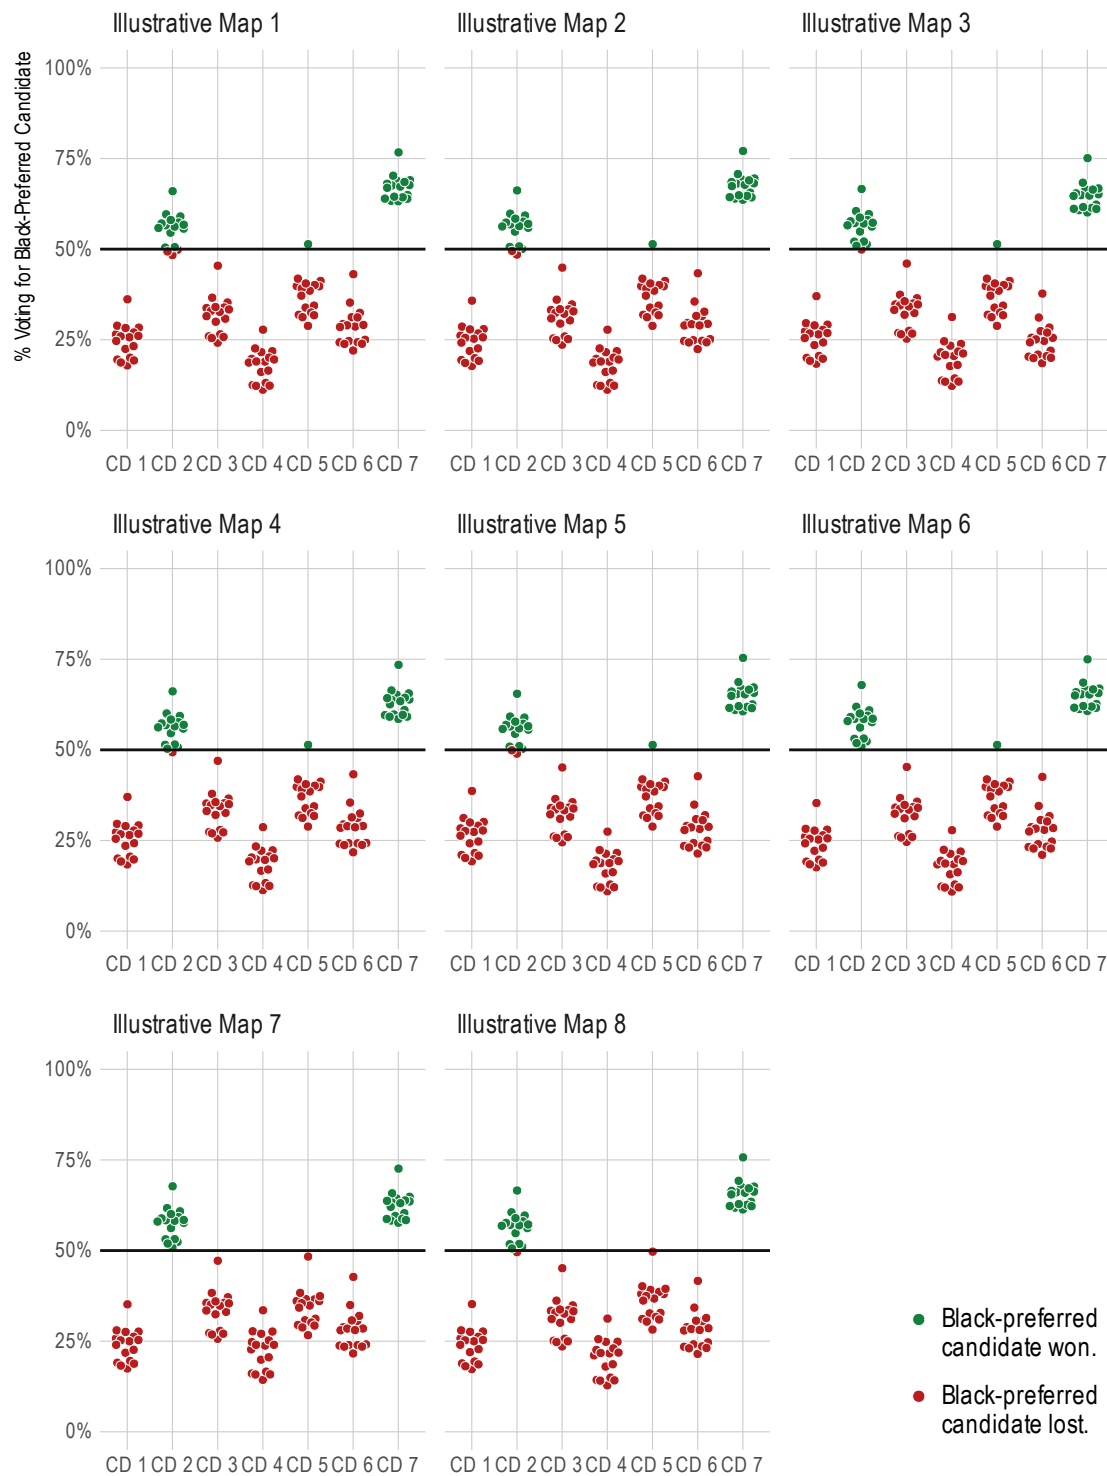 Illustrative Map 1
Illustrative Map 2
Illustrative Map 3
% Voting for Black-Preferred Candidate
100%
75%
50%
25%
0%
CD 1 CD 2 CD 3 CD 4 CD 5 CD 6 CD 7
CD 1 CD 2 CD 3 CD 4 CD 5 CD 6 CD 7
CD 1 CD 2 CD 3 CD 4 CD 5 CD 6 CD 7
Illustrative Map 4
Illustrative Map 5
Illustrative Map 6
100%
75%
50%
25%
0%
CD 1 CD 2 CD 3 CD 4 CD 5 CD 6 CD 7
CD 1 CD 2 CD 3 CD 4 CD 5 CD 6 CD 7
CD 1 CD 2 CD 3 CD 4 CD 5 CD 6 CD 7
Illustrative Map 7
Illustrative Map 8
100%
75%
50%
25%
0%
CD 1 CD 2 CD 3 CD 4 CD 5 CD 6 CD 7
CD 1 CD 2 CD 3 CD 4 CD 5 CD 6 CD 7
Black-preferred
candidate won.
Black-preferred
candidate lost.